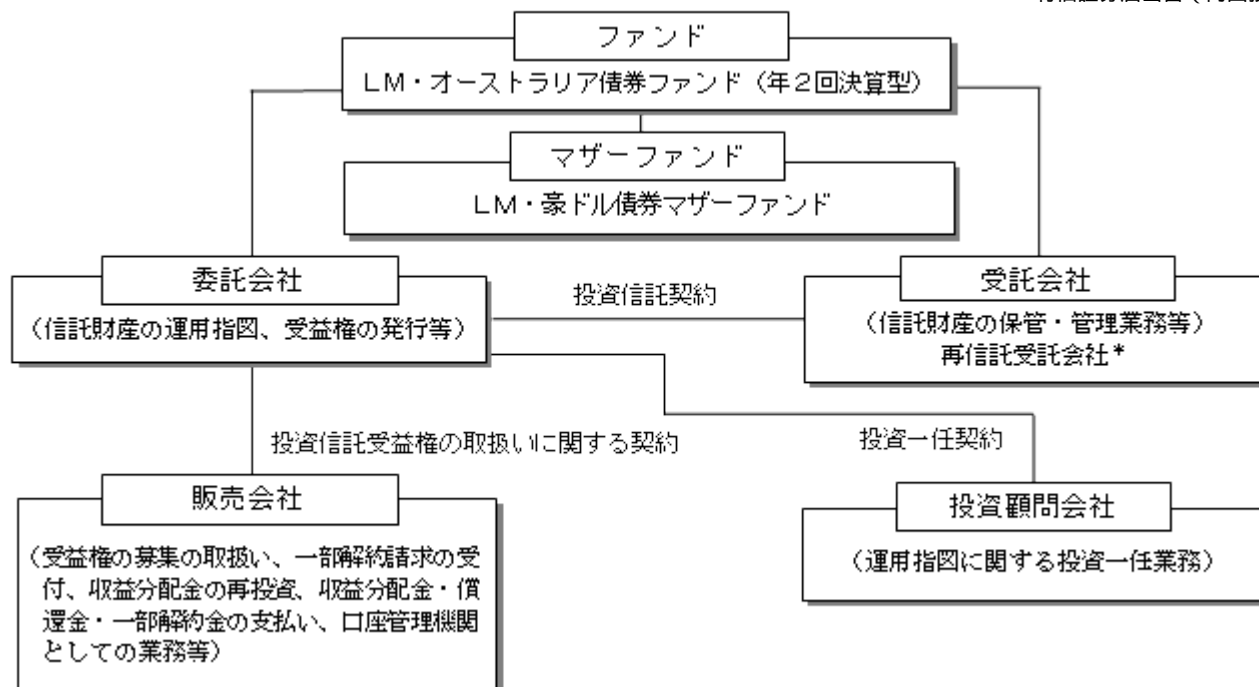 ファンド
LM・オーストラリア債券ファンド（年2回決算型）
マザーファンド
LM・豪ドル債券マザーファンド
委託会社
（信託財産の運用指図、受益権の発行等）
投資信託契約
受託会社
（信託財産の保管・管理業務等）
再信託受託会社*
投資信託受益権の取扱いに関する契約
投資一任契約
販売会社
（受益権の募集の取扱い、一部解約請求の受
付、収益分配金の再投資、収益分配金・償
還金・一部解約金の支払い、口座管理機関
としての業務等）
投資顧問会社
（運用指図に関する投資一任業務）